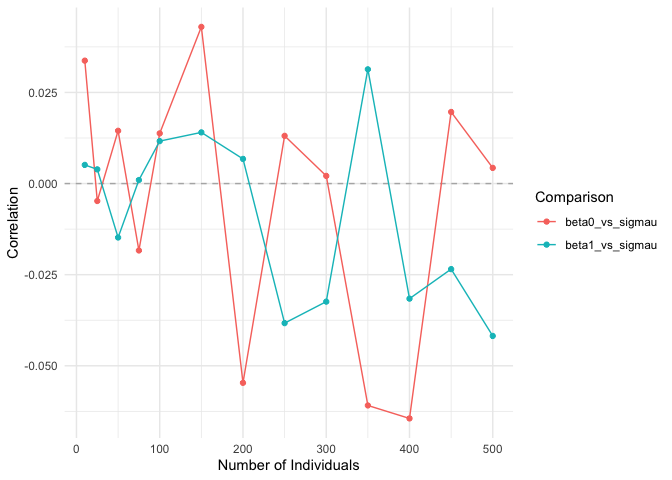 0.025
0.000
-0.025
-0.050
Correlation
0 100 200 300 400 500
Number of Individuals
Comparison
beta0_vs_sigmau
beta1_vs_sigmau